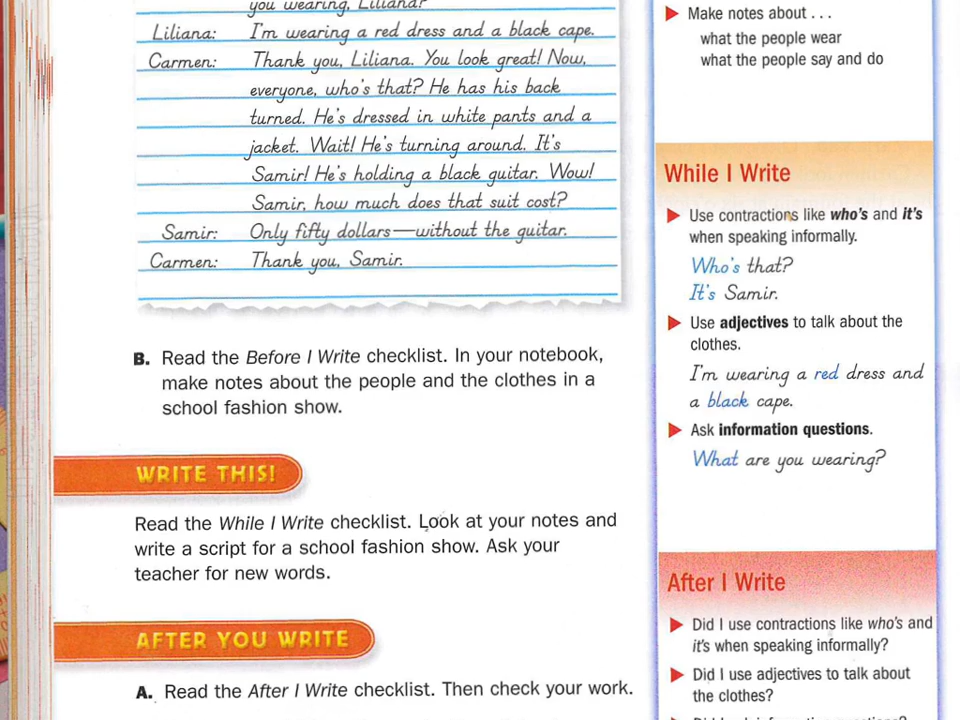 you wearing, Liliana?
Liliana: I'm wearing a red dress and a black cape.
Carmen: Thank you, Liliana. You look great! Now,
everyone, who's that? He has his back
turned. He's dressed in white pants and a
jacket. Wait! He's turning around. It's
Samir! He's holding a black guitar. Wow!
Samir, how much does that suit cost?
Samir: Only fifty dollars—without the guitar.
Carmen: Thank you, Samir.
B. Read the Before I Write checklist. In your notebook,
make notes about the people and the clothes in a
school fashion show.
WRITE THIS!
Read the While I Write checklist. Look at your notes and
write a script for a school fashion show. Ask your
teacher for new words.
AFTER YOU WRITE
A. Read the After I Write checklist. Then check your work.
Make notes about . . .
what the people wear
what the people say and do
While I Write
Use contractions like who's and it's
when speaking informally.
Who's that?
It's Samir.
Use adjectives to talk about the
clothes.
I'm wearing a red dress and
a black cape.
Ask information questions.
What are you wearing?
After I Write
Did I use contractions like who's and
it's when speaking informally?
Did I use adjectives to talk about
the clothes?
Did I use information questions?